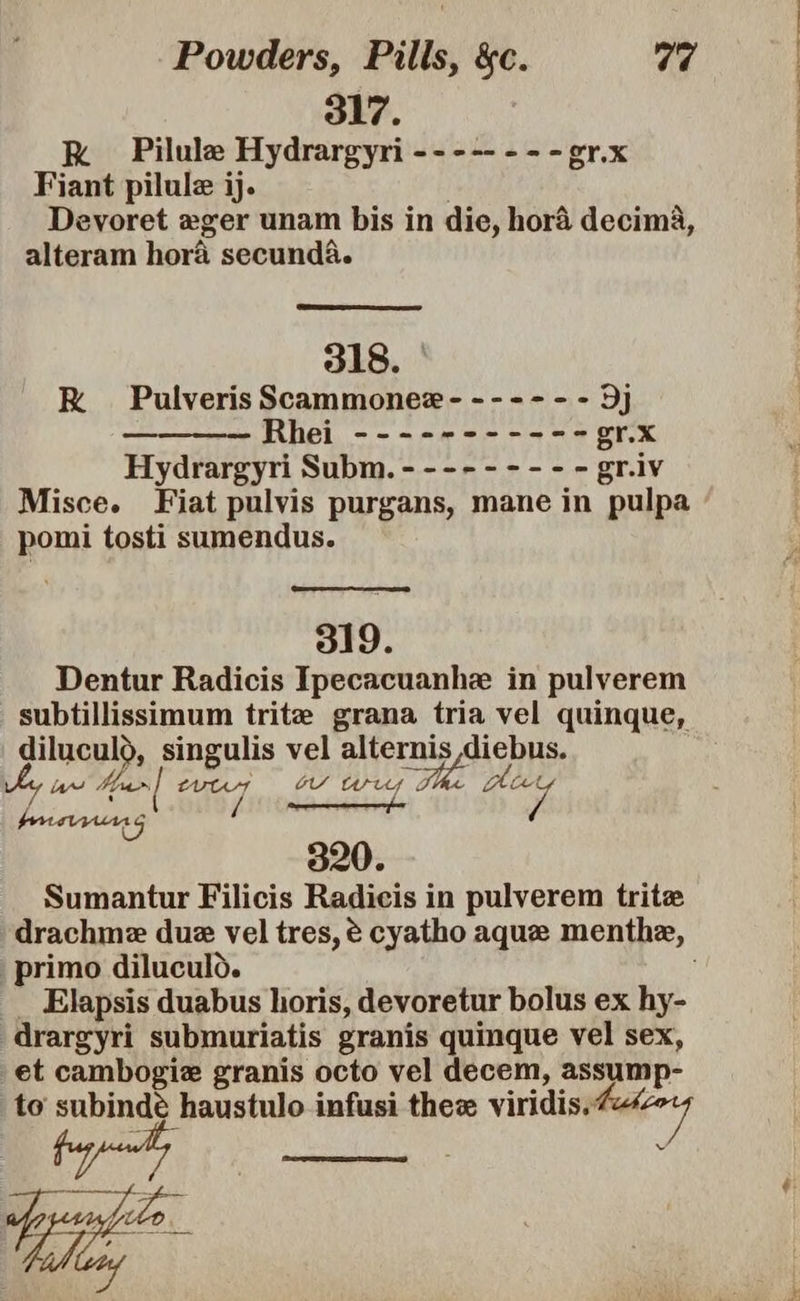 Powders, Pills, &c. 77
317.
℞ Pilulæ Hydrargyri - - - - - - - - gr.x
Fiant pilulæ ij.
Devoret æger unam bis in die, horâ decimâ,
alteram horâ secundâ.
318.
℞ Pulveris Scammoneæ - - - - - - - ℈j
——— Rhei - - - - - - - - - - - - gr.x
Hydrargyri Subm. - - - - - - - - - gr.iv
Misce. Fiat pulvis purgans, mane in pulpa
pomi tosti sumendus.
319.
Dentur Radicis Ipecacuanhæ in pulverem
subtillissimum tritæ grana tria vel quinque,
diluculò, singulis vel alternis diebus.
320.
Sumantur Filicis Radicis in pulverem tritæ
drachmæ duæ vel tres, è cyatho aquæ menthæ,
primo diluculò.
Elapsis duabus horis, devoretur bolus ex hy-
drargyri submuriatis granis quinque vel sex,
et cambogiæ granis octo vel decem, assump-
to subindè haustulo infusi theæ viridis.